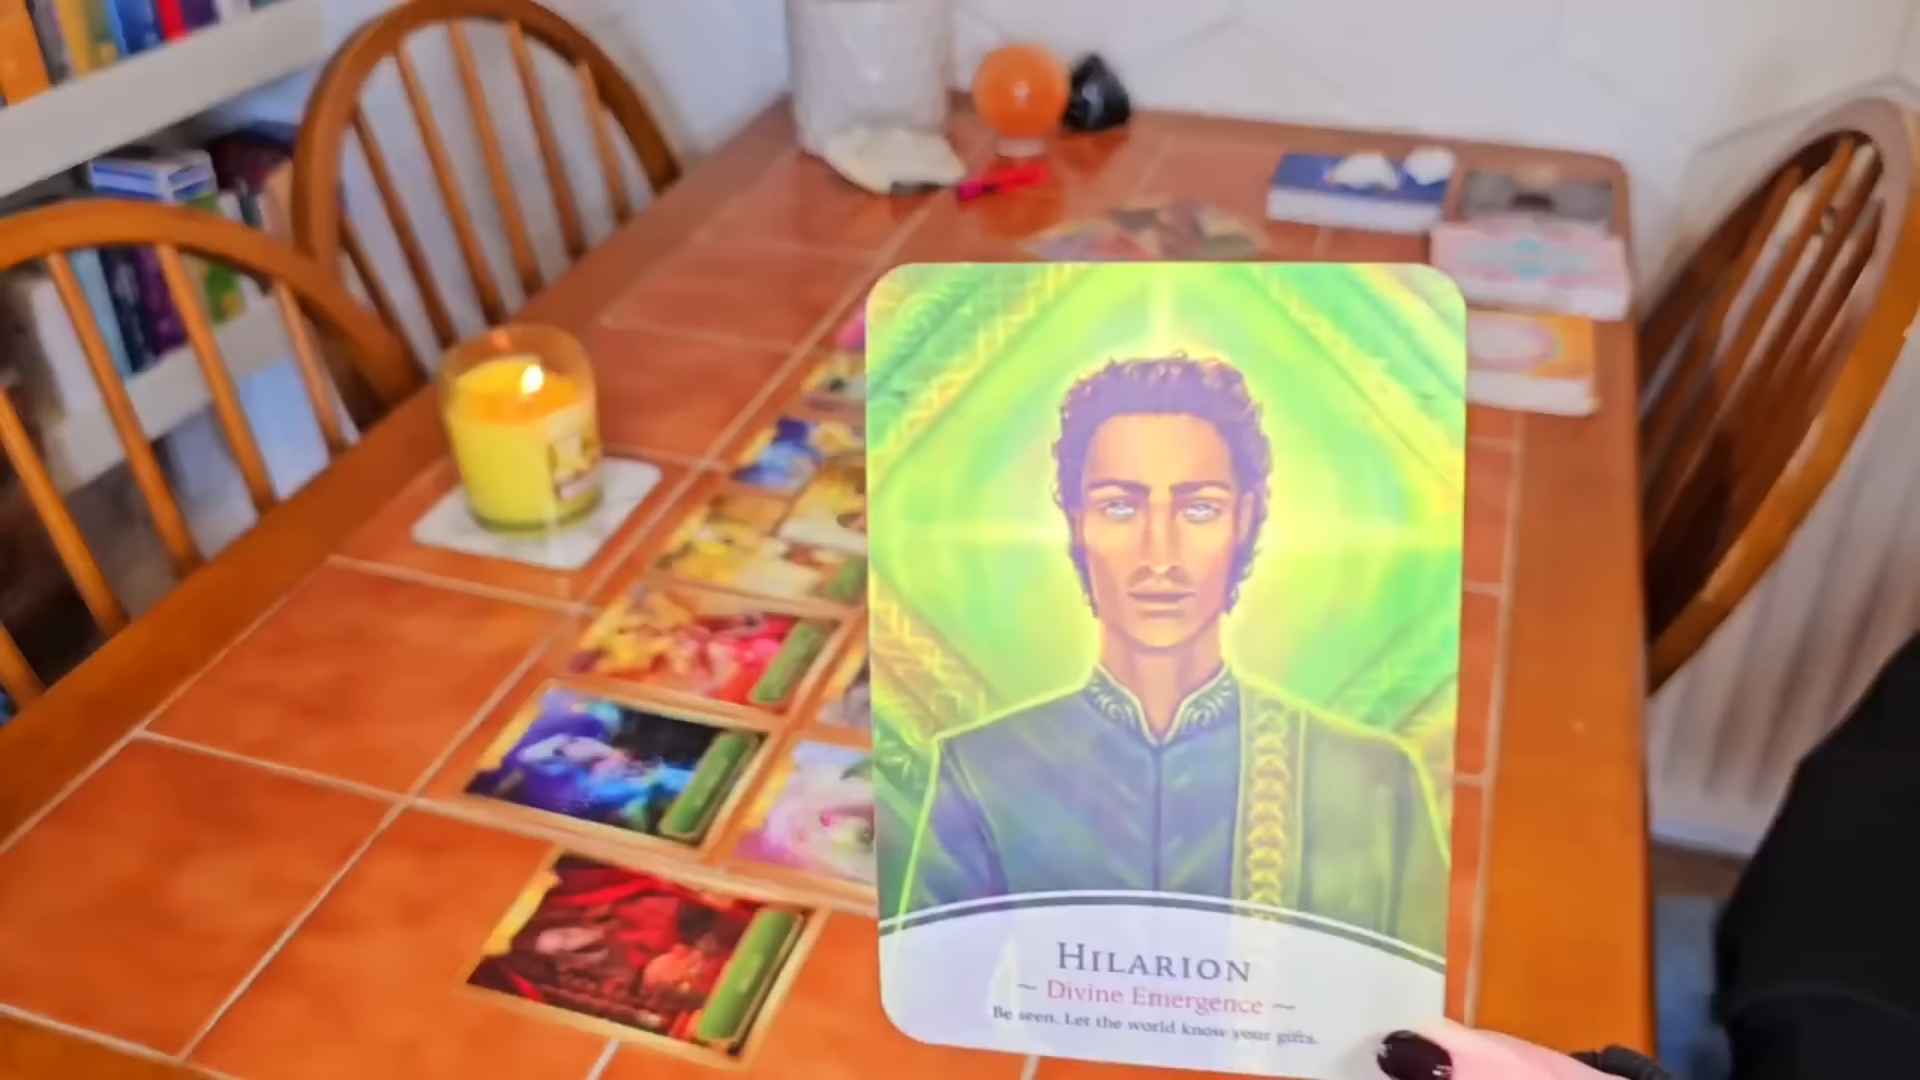 HILARION
~ Divine Emergence ~
Be seen. Let the world know your gifts.